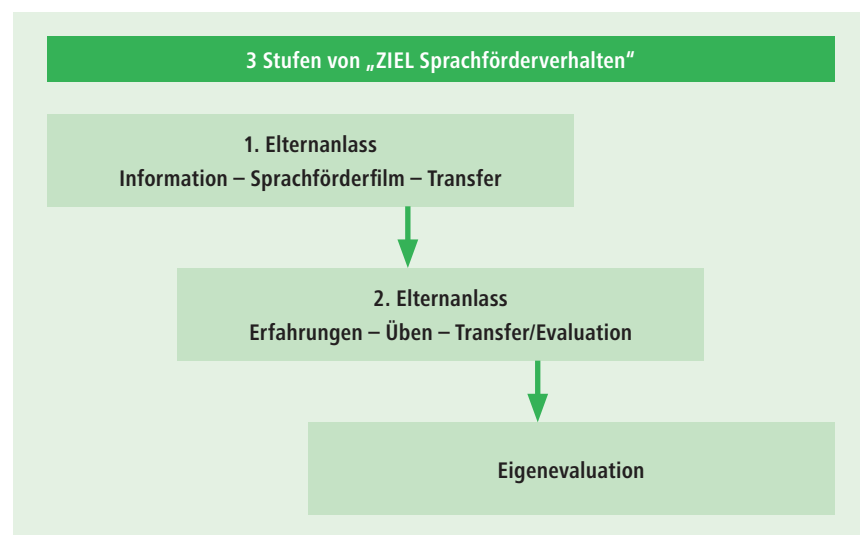 3 Stufen von „ZIEL Sprachförderverhalten“
1. Elternanlass
Information – Sprachförderfilm – Transfer
2. Elternanlass
Erfahrungen – Üben – Transfer/Evaluation
Eigenevaluation